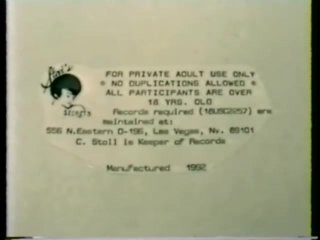 FOR PRIVATE ADULT USE ONLY
* NO DUPLICATIONS ALLOWED *
ALL PARTICIPANTS ARE OVER
18 YRS. OLD
Records required (18USC2257) are
maintained at:
556 N.Eastern D-196, Las Vegas, Nv. 89101
C. Stoll is Keeper of Records
Manufactured 1992